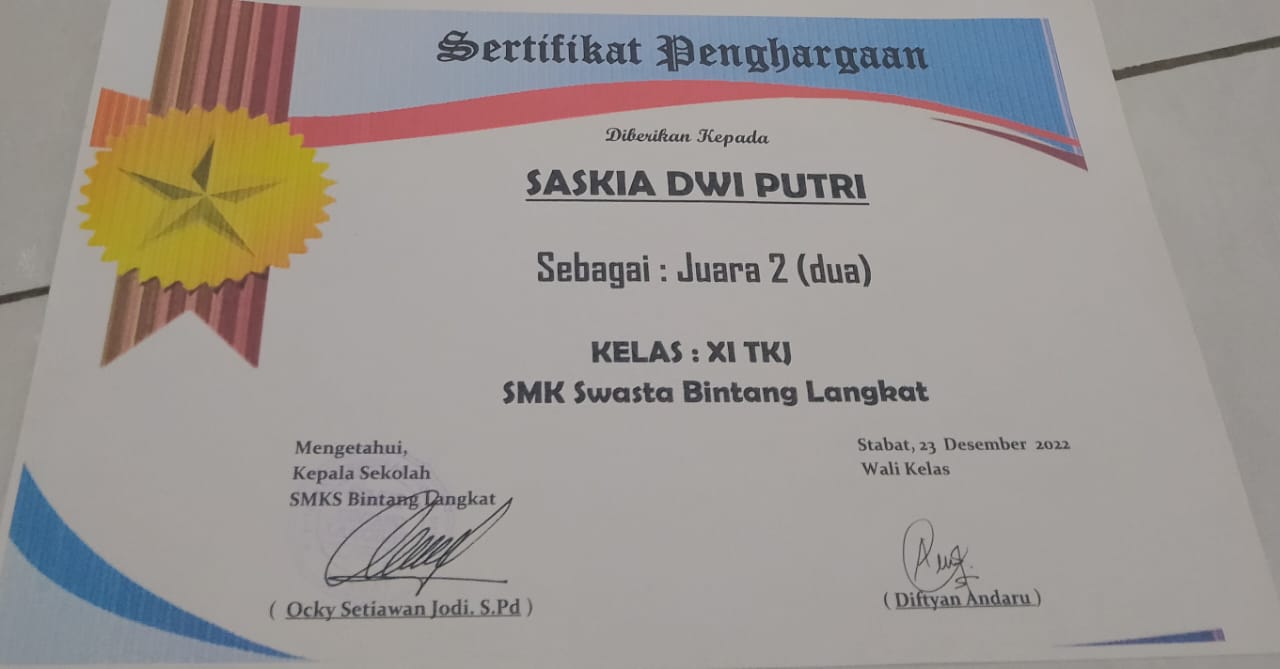 Sertifikat Penghargaan
Diberikan Kepada
SASKIA DWI PUTRI
Sebagai : Juara 2 (dua)
KELAS : XI TKJ
SMK Swasta Bintang Langkat
Mengetahui,
Kepala Sekolah
SMKS Bintang Langkat
( Ocky Setiawan Jodi. S.Pd )
Stabat, 23 Desember 2022
Wali Kelas
( Diftyan Andaru )